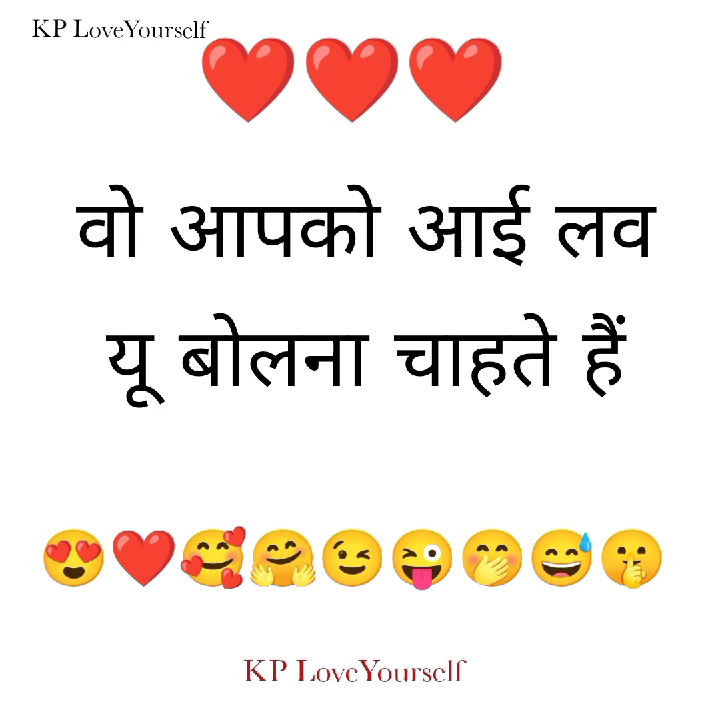 KP LoveYourself
❤️❤️❤️
वो आपको आई लव
यू बोलना चाहते हैं
😍❤️🥰🤗😉😜🤭😅🤫
KP LoveYourself